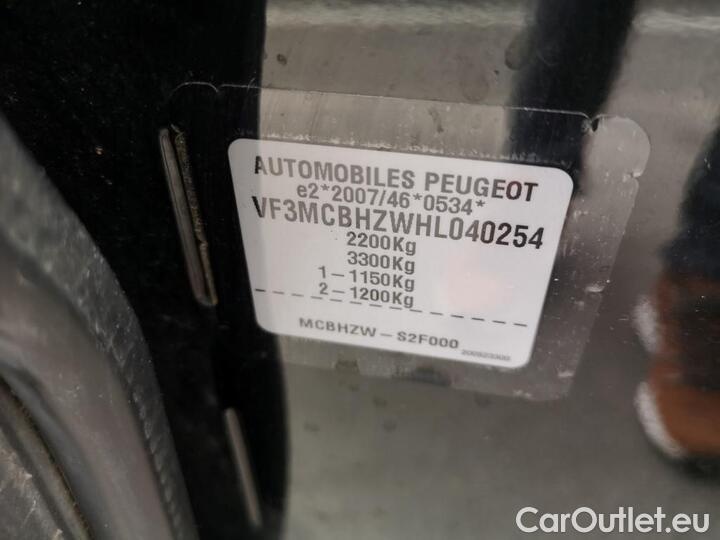 AUTOMOBILES PEUGEOT
e2*2007/46*0534*
VF3MCBHZWHL040254
2200Kg
3300Kg
1-1150Kg
2-1200Kg
MCBHZW-S2F000
CarOutlet.eu